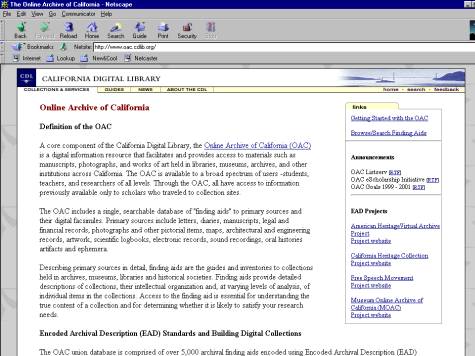 The Online Archive of California - Netscape
File Edit View Go Communicator Help
Back Forward Reload Home Search Guide Print Security Stop
Bookmarks Netsite: http://www.oac.cdlib.org/
Internet Lookup New&Cool Netcaster
CDL CALIFORNIA DIGITAL LIBRARY
COLLECTIONS & SERVICES GUIDES NEWS ABOUT THE CDL home - search - feedback
Online Archive of California
Definition of the OAC
A core component of the California Digital Library, the Online Archive of California (OAC)
is a digital information resource that facilitates and provides access to materials such as
manuscripts, photographs, and works of art held in libraries, museums, archives, and other
institutions across California. The OAC is available to a broad spectrum of users -students,
teachers, and researchers of all levels. Through the OAC, all have access to information
previously available only to scholars who traveled to collection sites.
The OAC includes a single, searchable database of "finding aids" to primary sources and
their digital facsimiles. Primary sources include letters, diaries, manuscripts, legal and
financial records, photographs and other pictorial items, maps, architectural and engineering
records, artwork, scientific logbooks, electronic records, sound recordings, oral histories
artifacts and ephemera.
Describing primary sources in detail, finding aids are the guides and inventories to collections
held in archives, museums, libraries and historical societies. Finding aids provide detailed
descriptions of collections, their intellectual organization and, at varying levels of analysis, of
individual items in the collections. Access to the finding aid is essential for understanding the
true content of a collection and for determining whether it is likely to satisfy your research
needs.
Encoded Archival Description (EAD) Standards and Building Digital Collections
The OAC union database is comprised of over 5,000 archival finding aids encoded using Encoded Archival Description (EAD)
links
Getting Started with the OAC
Browse/Search Finding Aids
Announcements
OAC Listserv (RTF)
OAC eScholarship Initiative (RTF)
OAC Goals 1999 - 2001 (RTF)
EAD Projects
American Heritage/Virtual Archive
Project
Project website
California Heritage Collection
Project website
Free Speech Movement
Project website
Museum Online Archive of
California (MOAC)
Project website